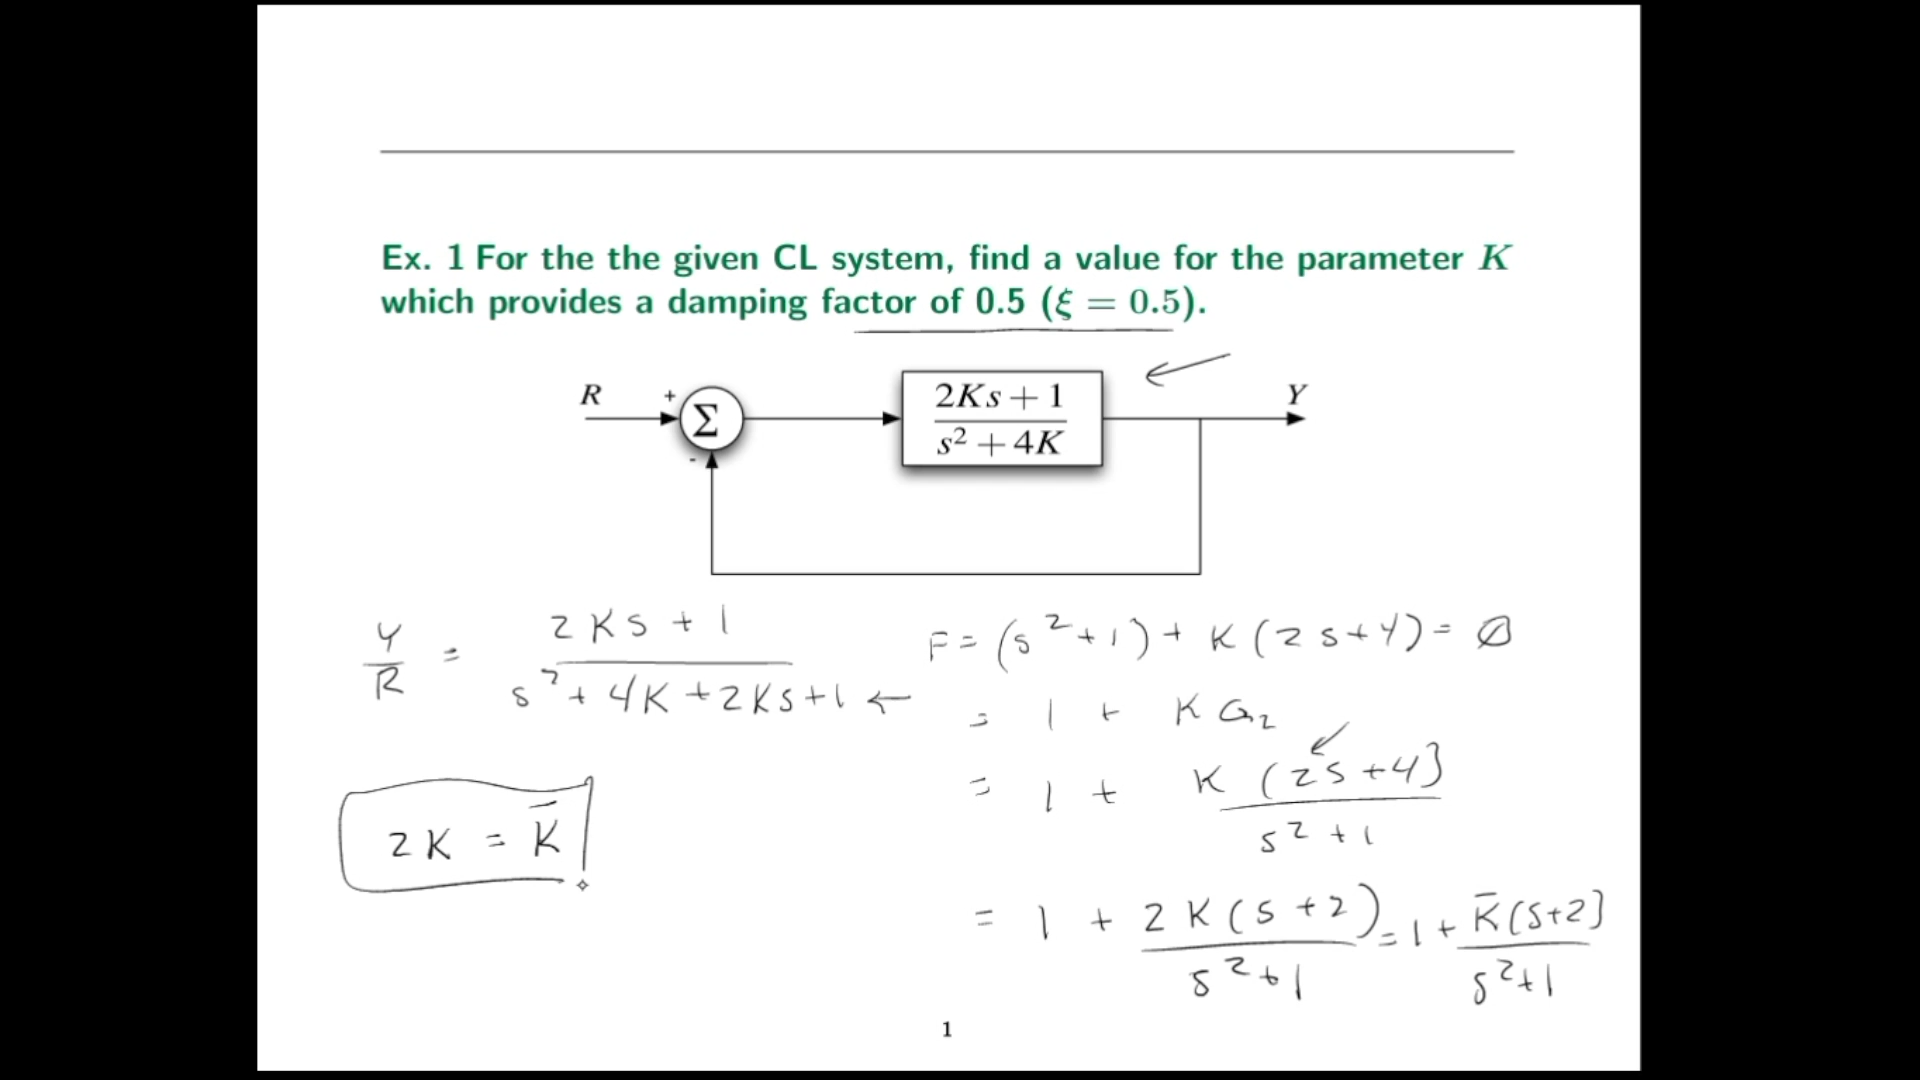 Ex. 1 For the the given CL system, find a value for the parameter K
which provides a damping factor of 0.5 (ξ = 0.5).
R + Σ - 2Ks+1 / s² + 4K Y
Y/R = 2Ks + 1 / s² + 4K + 2Ks + 1 ←
F = (s² + 1) + K(2s + 4) = ∅
= 1 + KG₂
= 1 + K(2s + 4) / s² + 1
2K = K̄
= 1 + 2K(s + 2) / s² + 1 = 1 + K̄(s + 2) / s² + 1
1